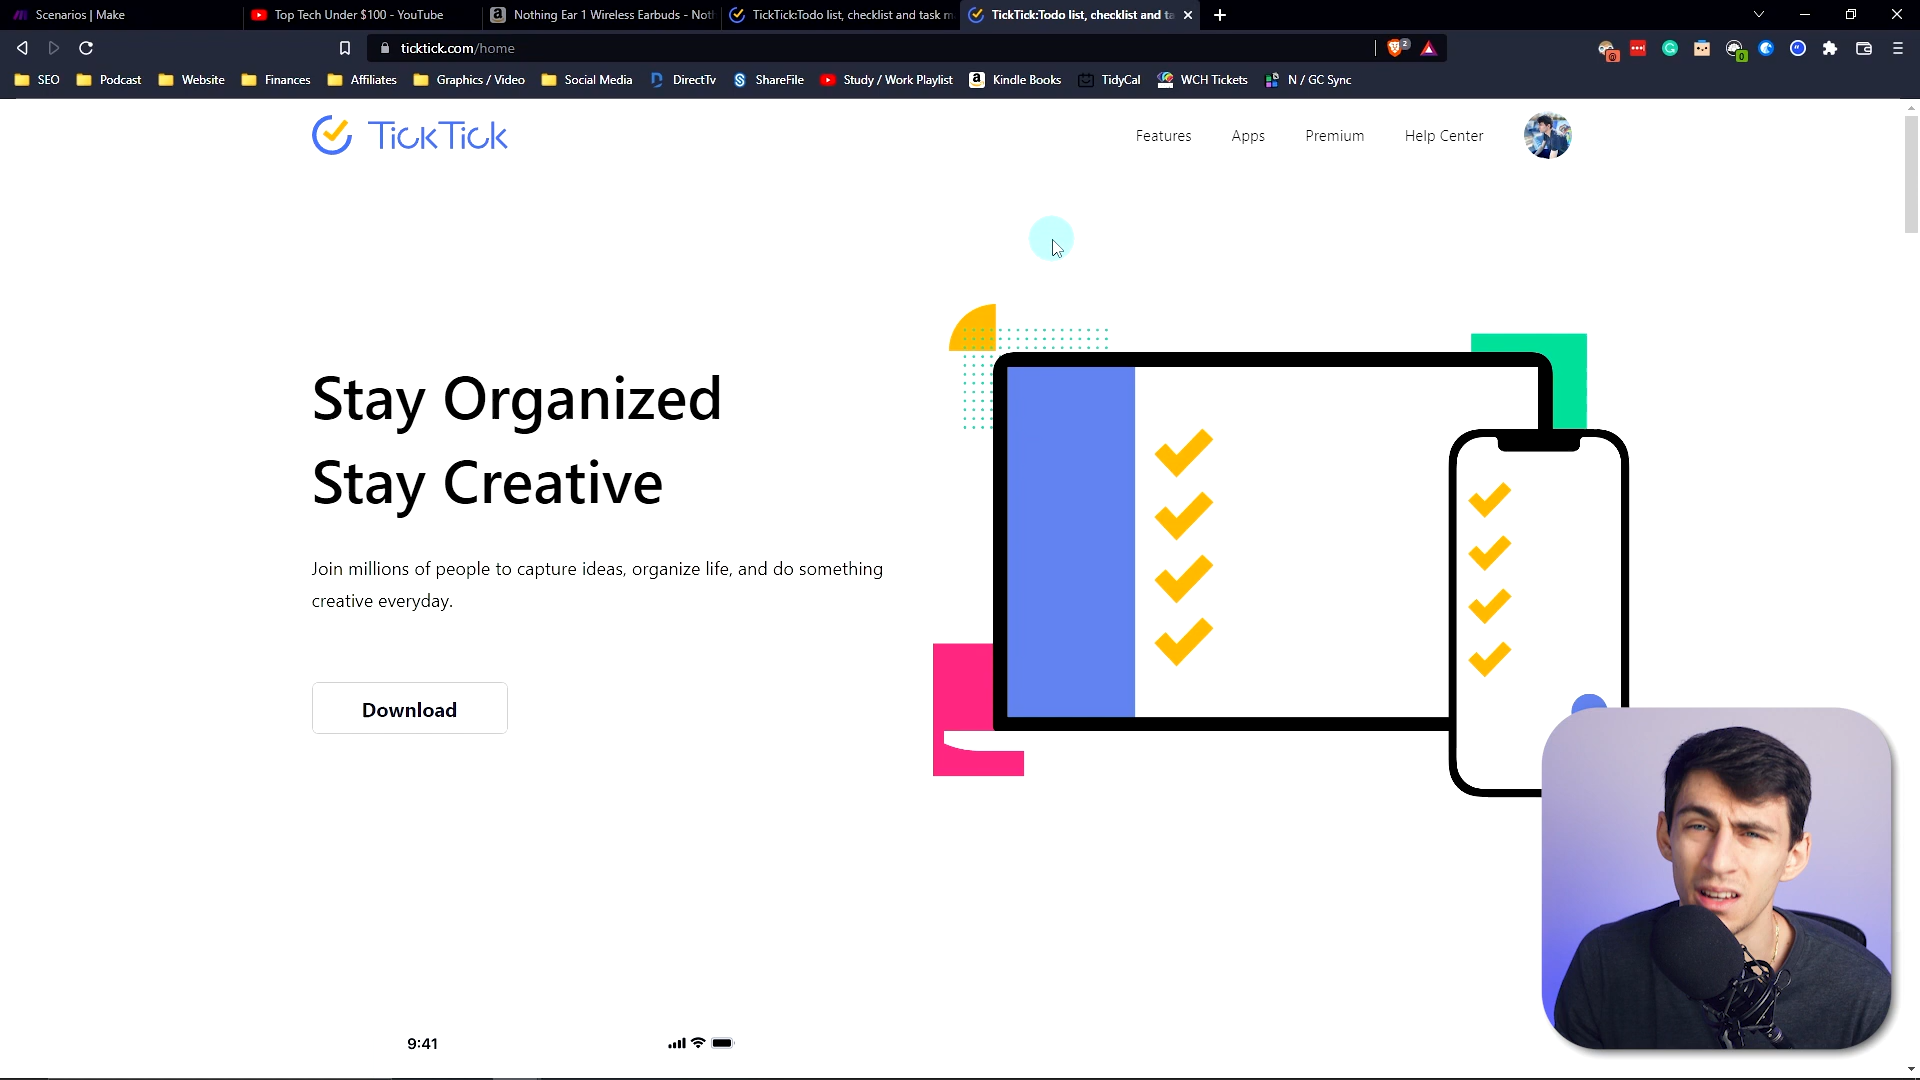 Scenarios | Make
Top Tech Under $100 - YouTube
Nothing Ear 1 Wireless Earbuds - Not
TickTick:Todo list, checklist and task m
TickTick:Todo list, checklist and ta
ticktick.com/home
2
0
SEO
Podcast
Website
Finances
Affiliates
Graphics / Video
Social Media
DirectTv
ShareFile
Study / Work Playlist
Kindle Books
TidyCal
WCH Tickets
N / GC Sync
TickTick
Features
Apps
Premium
Help Center
Stay Organized
Stay Creative
Join millions of people to capture ideas, organize life, and do something
creative everyday.
Download
9:41